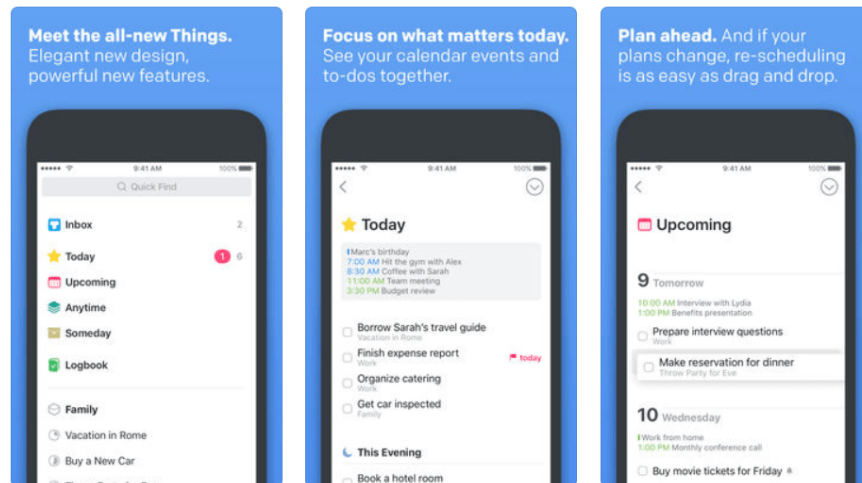 Meet the all-new Things.
Elegant new design,
powerful new features.
9:41 AM
100%
Quick Find
Inbox
2
Today
1
6
Upcoming
Anytime
Someday
Logbook
Family
Vacation in Rome
Buy a New Car
Focus on what matters today.
See your calendar events and
to-dos together.
9:41 AM
100%
Today
Marc's birthday
7:00 AM Hit the gym with Alex
8:30 AM Coffee with Sarah
11:00 AM Team meeting
3:30 PM Budget review
Borrow Sarah's travel guide
Vacation in Rome
Finish expense report
today
Work
Organize catering
Work
Get car inspected
Family
This Evening
Book a hotel room
Plan ahead. And if your
plans change, re-scheduling
is as easy as drag and drop.
9:41 AM
100%
Upcoming
9 Tomorrow
10:00 AM Interview with Lydia
1:00 PM Benefits presentation
Prepare interview questions
Work
Make reservation for dinner
Throw Party for Eve
10 Wednesday
Work from home
1:00 PM Monthly conference call
Buy movie tickets for Friday